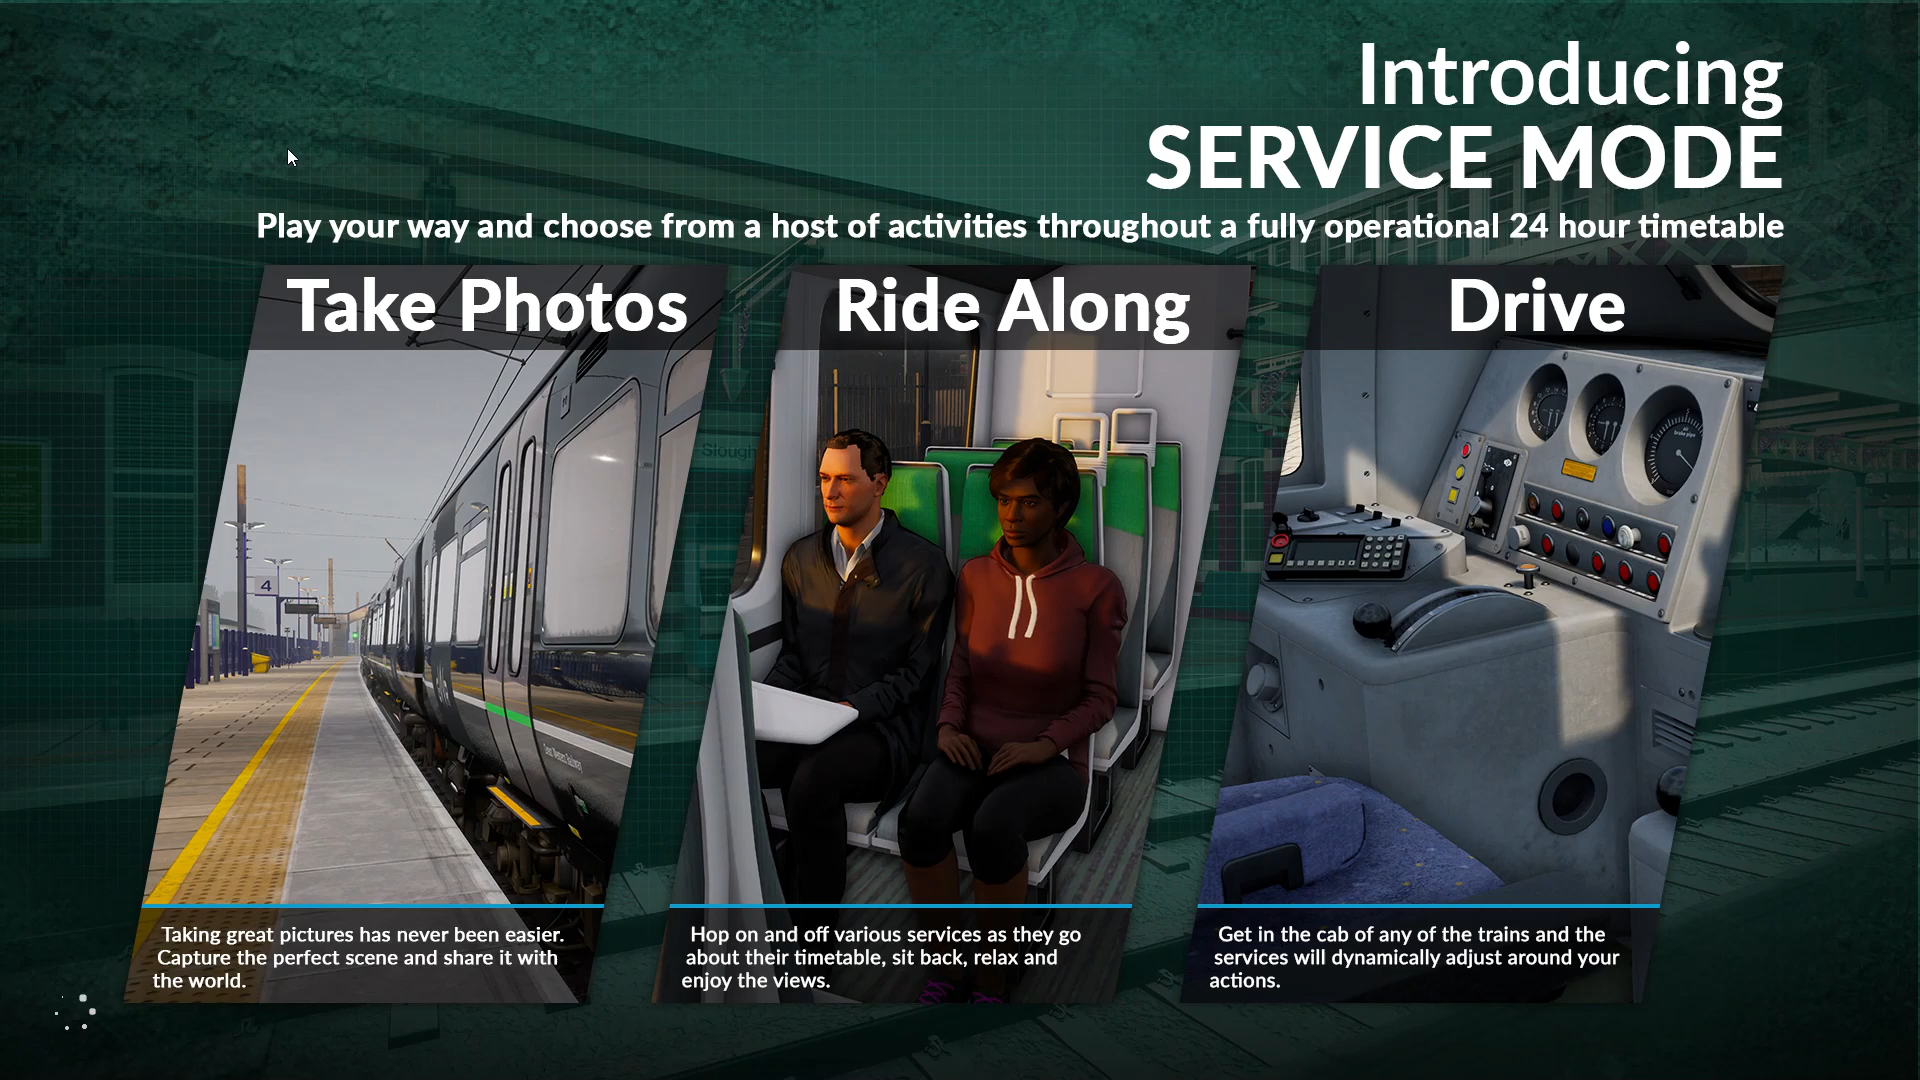 Introducing
SERVICE MODE
Play your way and choose from a host of activities throughout a fully operational 24 hour timetable
Take Photos
Ride Along
Drive
Slough
4
Taking great pictures has never been easier.
Capture the perfect scene and share it with
the world.
Hop on and off various services as they go
about their timetable, sit back, relax and
enjoy the views.
Get in the cab of any of the trains and the
services will dynamically adjust around your
actions.